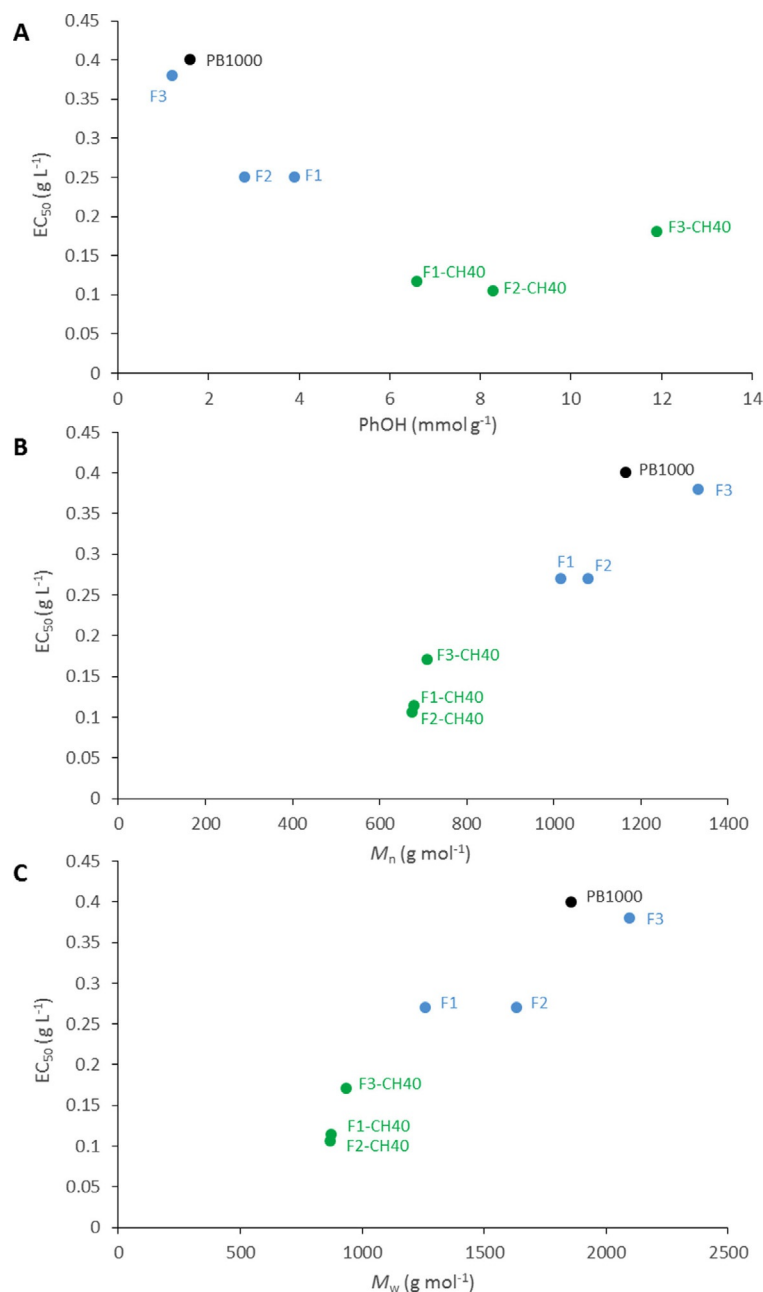 A
0.45
0.4
0.35
0.3
0.25
0.2
0.15
0.1
0.05
0
EC₅₀ (g L⁻¹)
PB1000
F3
F2
F1
F3-CH40
F1-CH40
F2-CH40
0 2 4 6 8 10 12 14
PhOH (mmol g⁻¹)
B
0.45
0.4
0.35
0.3
0.25
0.2
0.15
0.1
0.05
0
EC₅₀ (g L⁻¹)
PB1000
F3
F1 F2
F3-CH40
F1-CH40
F2-CH40
0 200 400 600 800 1000 1200 1400
Mₙ (g mol⁻¹)
C
0.45
0.4
0.35
0.3
0.25
0.2
0.15
0.1
0.05
0
EC₅₀ (g L⁻¹)
PB1000
F3
F1 F2
F3-CH40
F1-CH40
F2-CH40
0 500 1000 1500 2000 2500
M_w (g mol⁻¹)